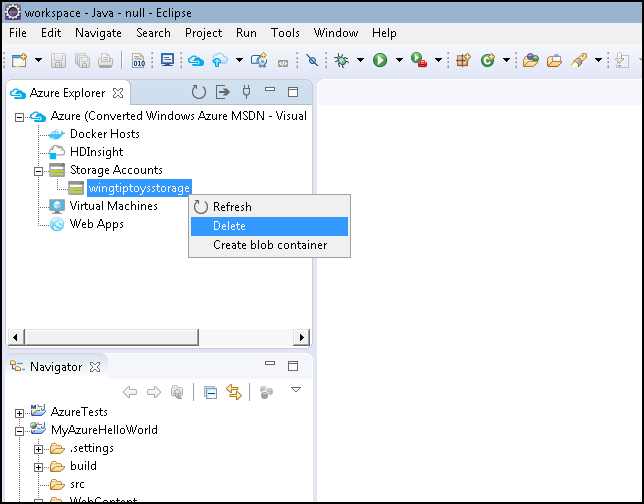 workspace - Java - null - Eclipse
File Edit Navigate Search Project Run Tools Window Help
010
Azure Explorer
Azure (Converted Windows Azure MSDN - Visual
Docker Hosts
HDInsight
Storage Accounts
wingtiptoysstorage
Virtual Machines
Web Apps
Refresh
Delete
Create blob container
Navigator
AzureTests
MyAzureHelloWorld
.settings
build
src
WebContent